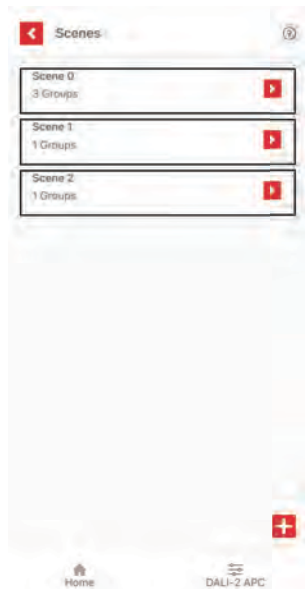 Scenes
Scene 0
3 Groups
Scene 1
1 Groups
Scene 2
1 Groups
Home
DALI-2 APC